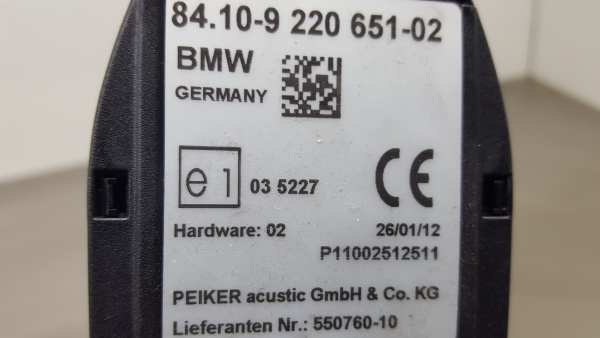 84.10-9 220 651-02
BMW
GERMANY
e1 03 5227 CE
Hardware: 02 26/01/12
P11002512511
PEIKER acustic GmbH & Co. KG
Lieferanten Nr.: 550760-10